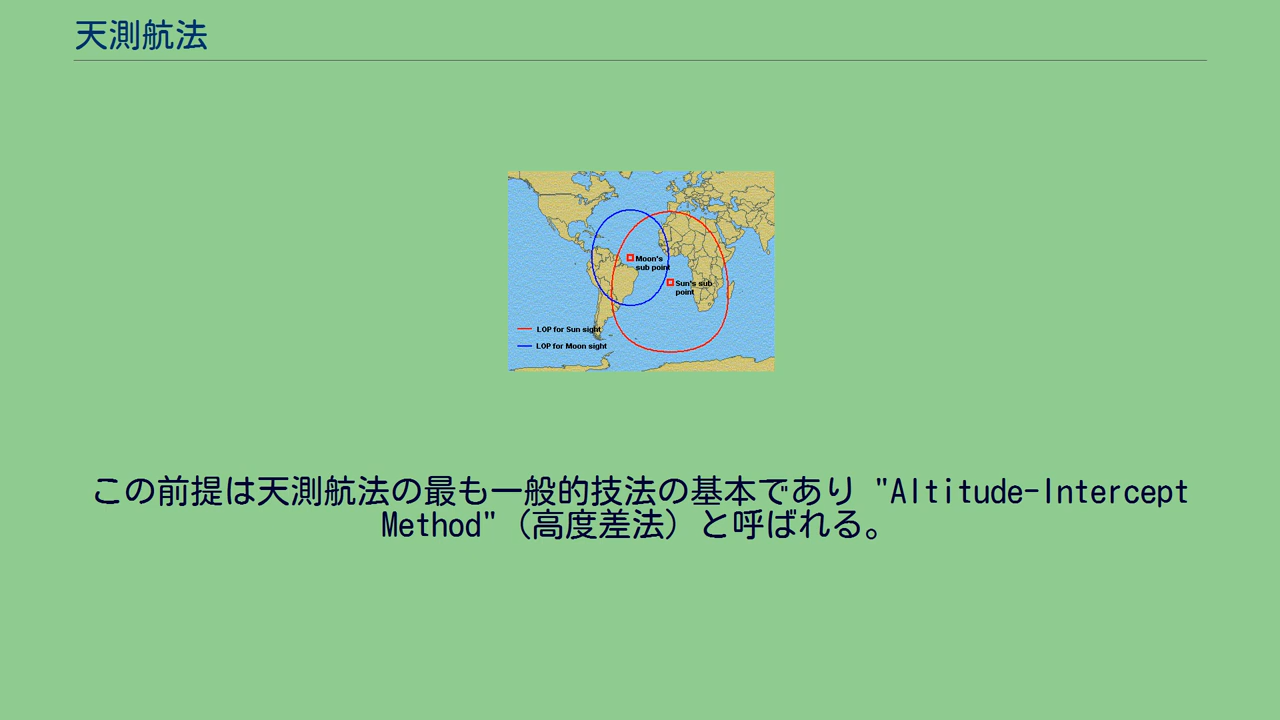 天測航法
Moon's
sub point
Sun's sub
point
LOP for Sun sight
LOP for Moon sight
この前提は天測航法の最も一般的技法の基本であり "Altitude-Intercept
Method"（高度差法）と呼ばれる。